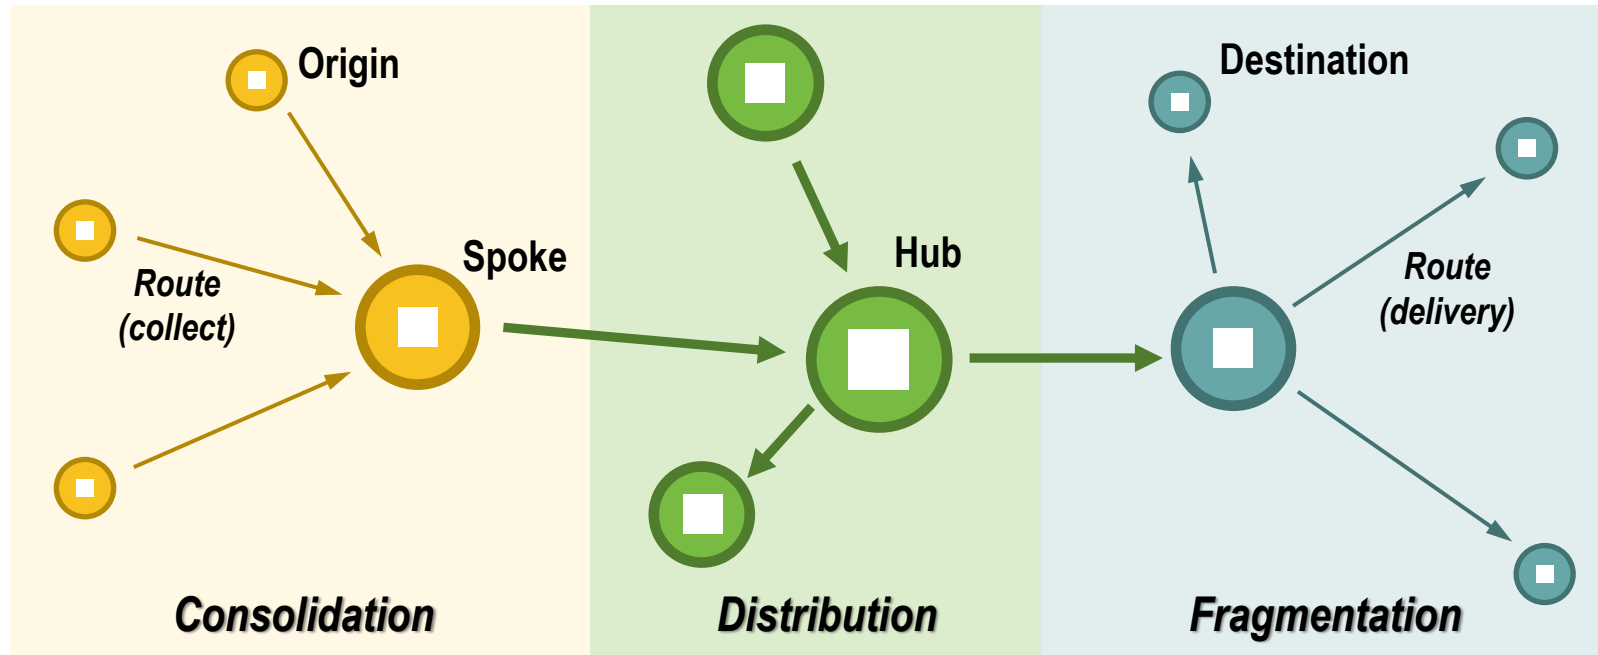 Origin
Route
(collect)
Spoke
Consolidation
Hub
Distribution
Destination
Route
(delivery)
Fragmentation